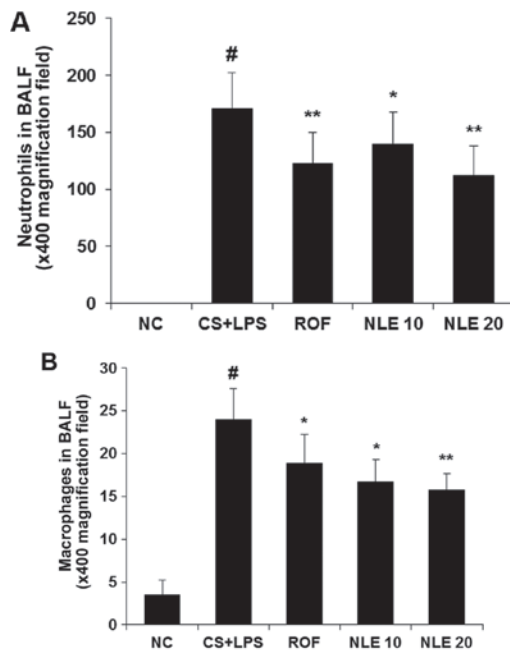 A
Neutrophils in BALF
(x400 magnification field)
250
200
150
100
50
0
#
**
*
**
NC CS+LPS ROF NLE 10 NLE 20
B
Macrophages in BALF
(x400 magnification field)
30
25
20
15
10
5
0
#
*
*
**
NC CS+LPS ROF NLE 10 NLE 20